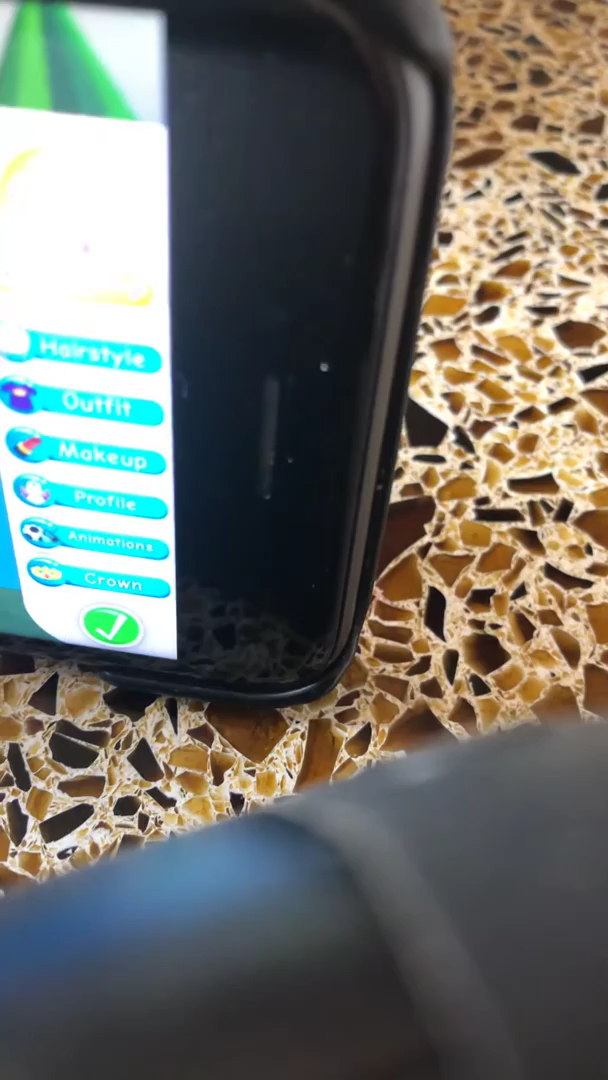 Hairstyle
Outfit
Makeup
Profile
Animations
Crown